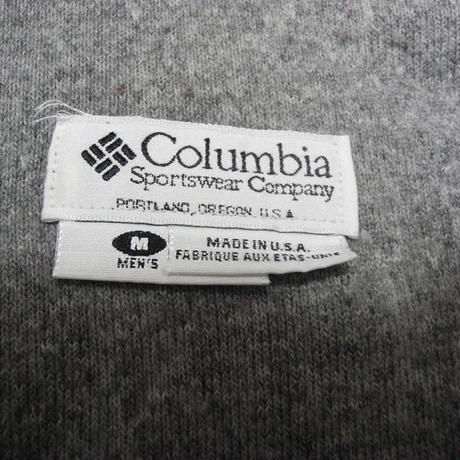 Columbia
Sportswear Company
PORTLAND, OREGON, U.S.A.
M
MEN'S
MADE IN U.S.A.
FABRIQUE AUX ETAS-UNIS